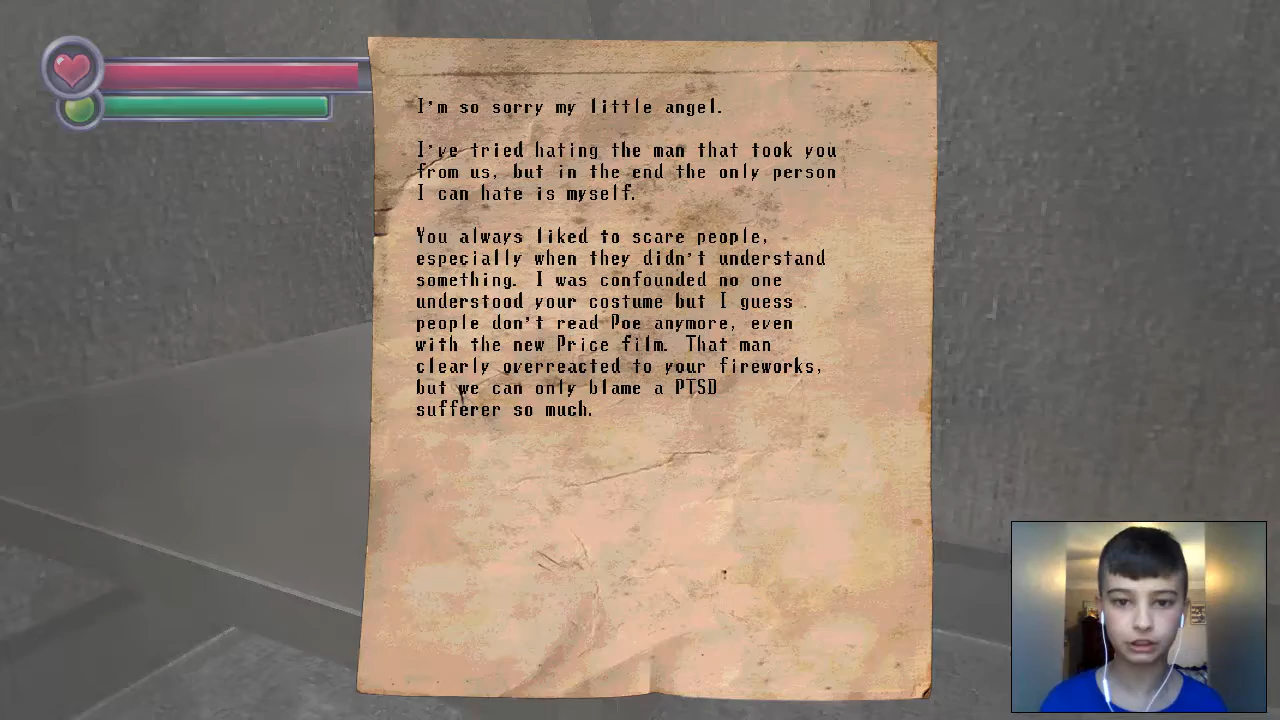 I'm so sorry my little angel.
I've tried hating the man that took you
from us, but in the end the only person
I can hate is myself.
You always liked to scare people,
especially when they didn't understand
something.  I was confounded no one
understood your costume but I guess
people don't read Poe anymore, even
with the new Price film.  That man
clearly overreacted to your fireworks,
but we can only blame a PTSD
sufferer so much.